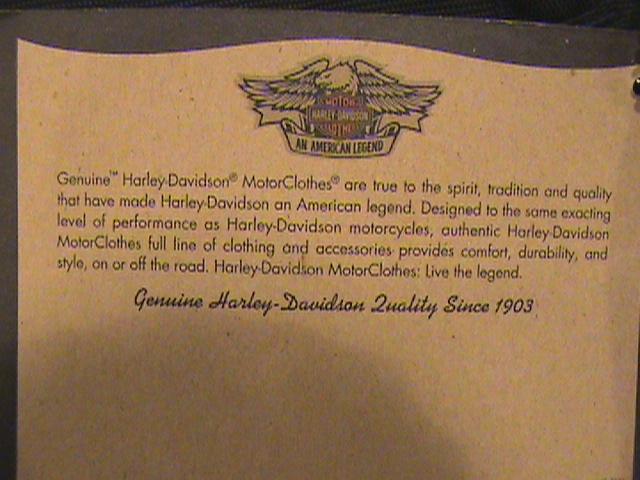 MOTOR
HARLEY-DAVIDSON
CLOTHES
AN AMERICAN LEGEND
Genuine™ Harley-Davidson® MotorClothes® are true to the spirit, tradition and quality
that have made Harley-Davidson an American legend. Designed to the same exacting
level of performance as Harley-Davidson motorcycles, authentic Harley-Davidson
MotorClothes full line of clothing and accessories provides comfort, durability, and
style, on or off the road. Harley-Davidson MotorClothes: Live the legend.
Genuine Harley-Davidson Quality Since 1903